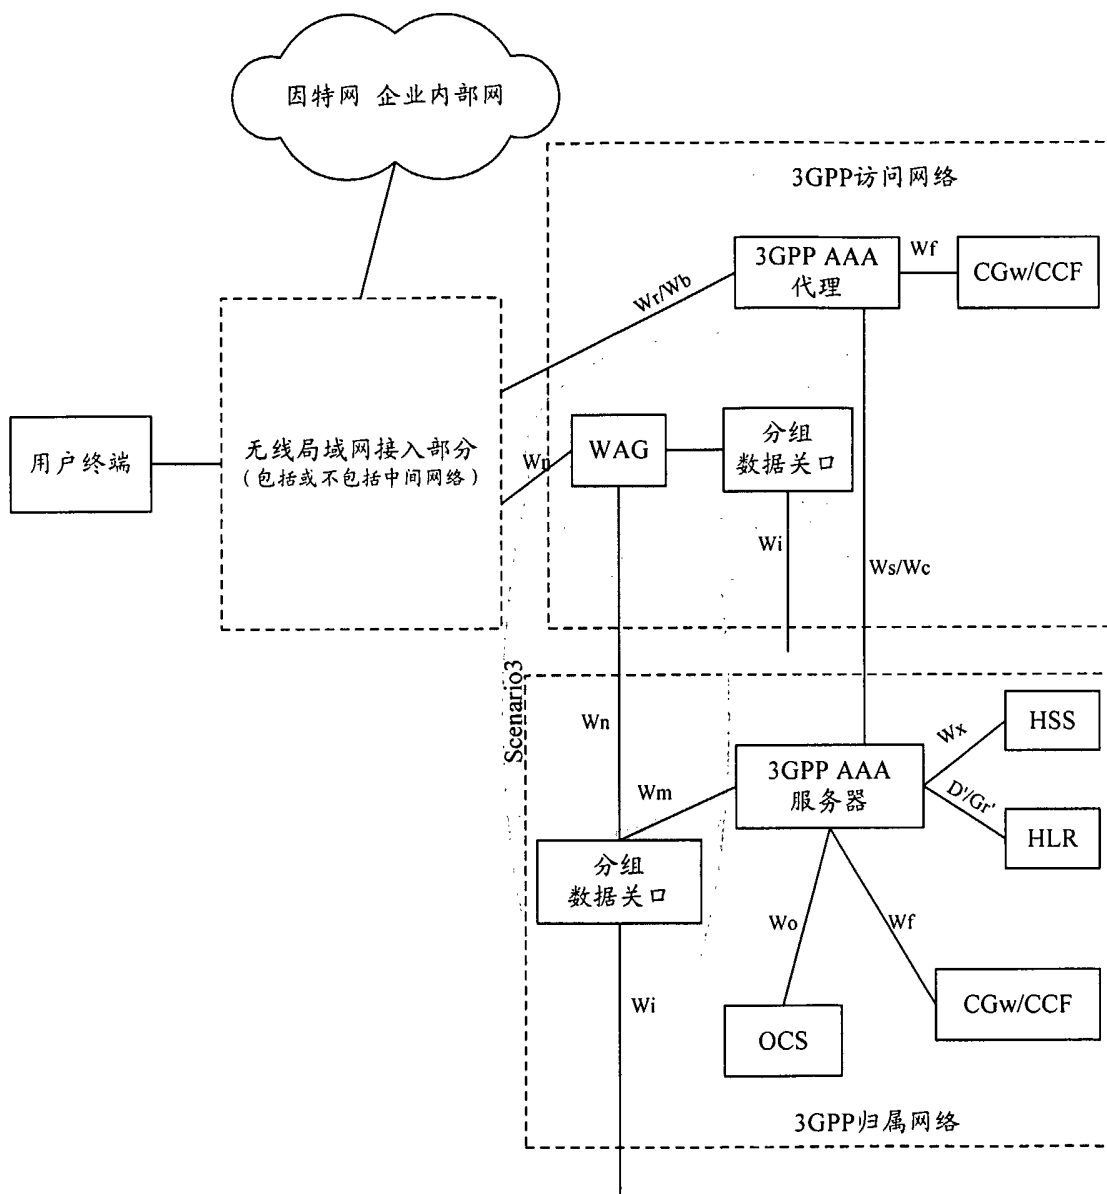 因特网 企业内部网
3GPP访问网络
3GPP AAA
代理
Wf
CGw/CCF
Wr/Wb
用户终端
无线局域网接入部分
（包括或不包括中间网络）
Wn
WAG
分组
数据关口
Wi
Ws/Wc
Scenario3
Wn
Wm
3GPP AAA
服务器
Wx
HSS
D'/Gr'
HLR
分组
数据关口
Wo
Wf
Wi
OCS
CGw/CCF
3GPP归属网络